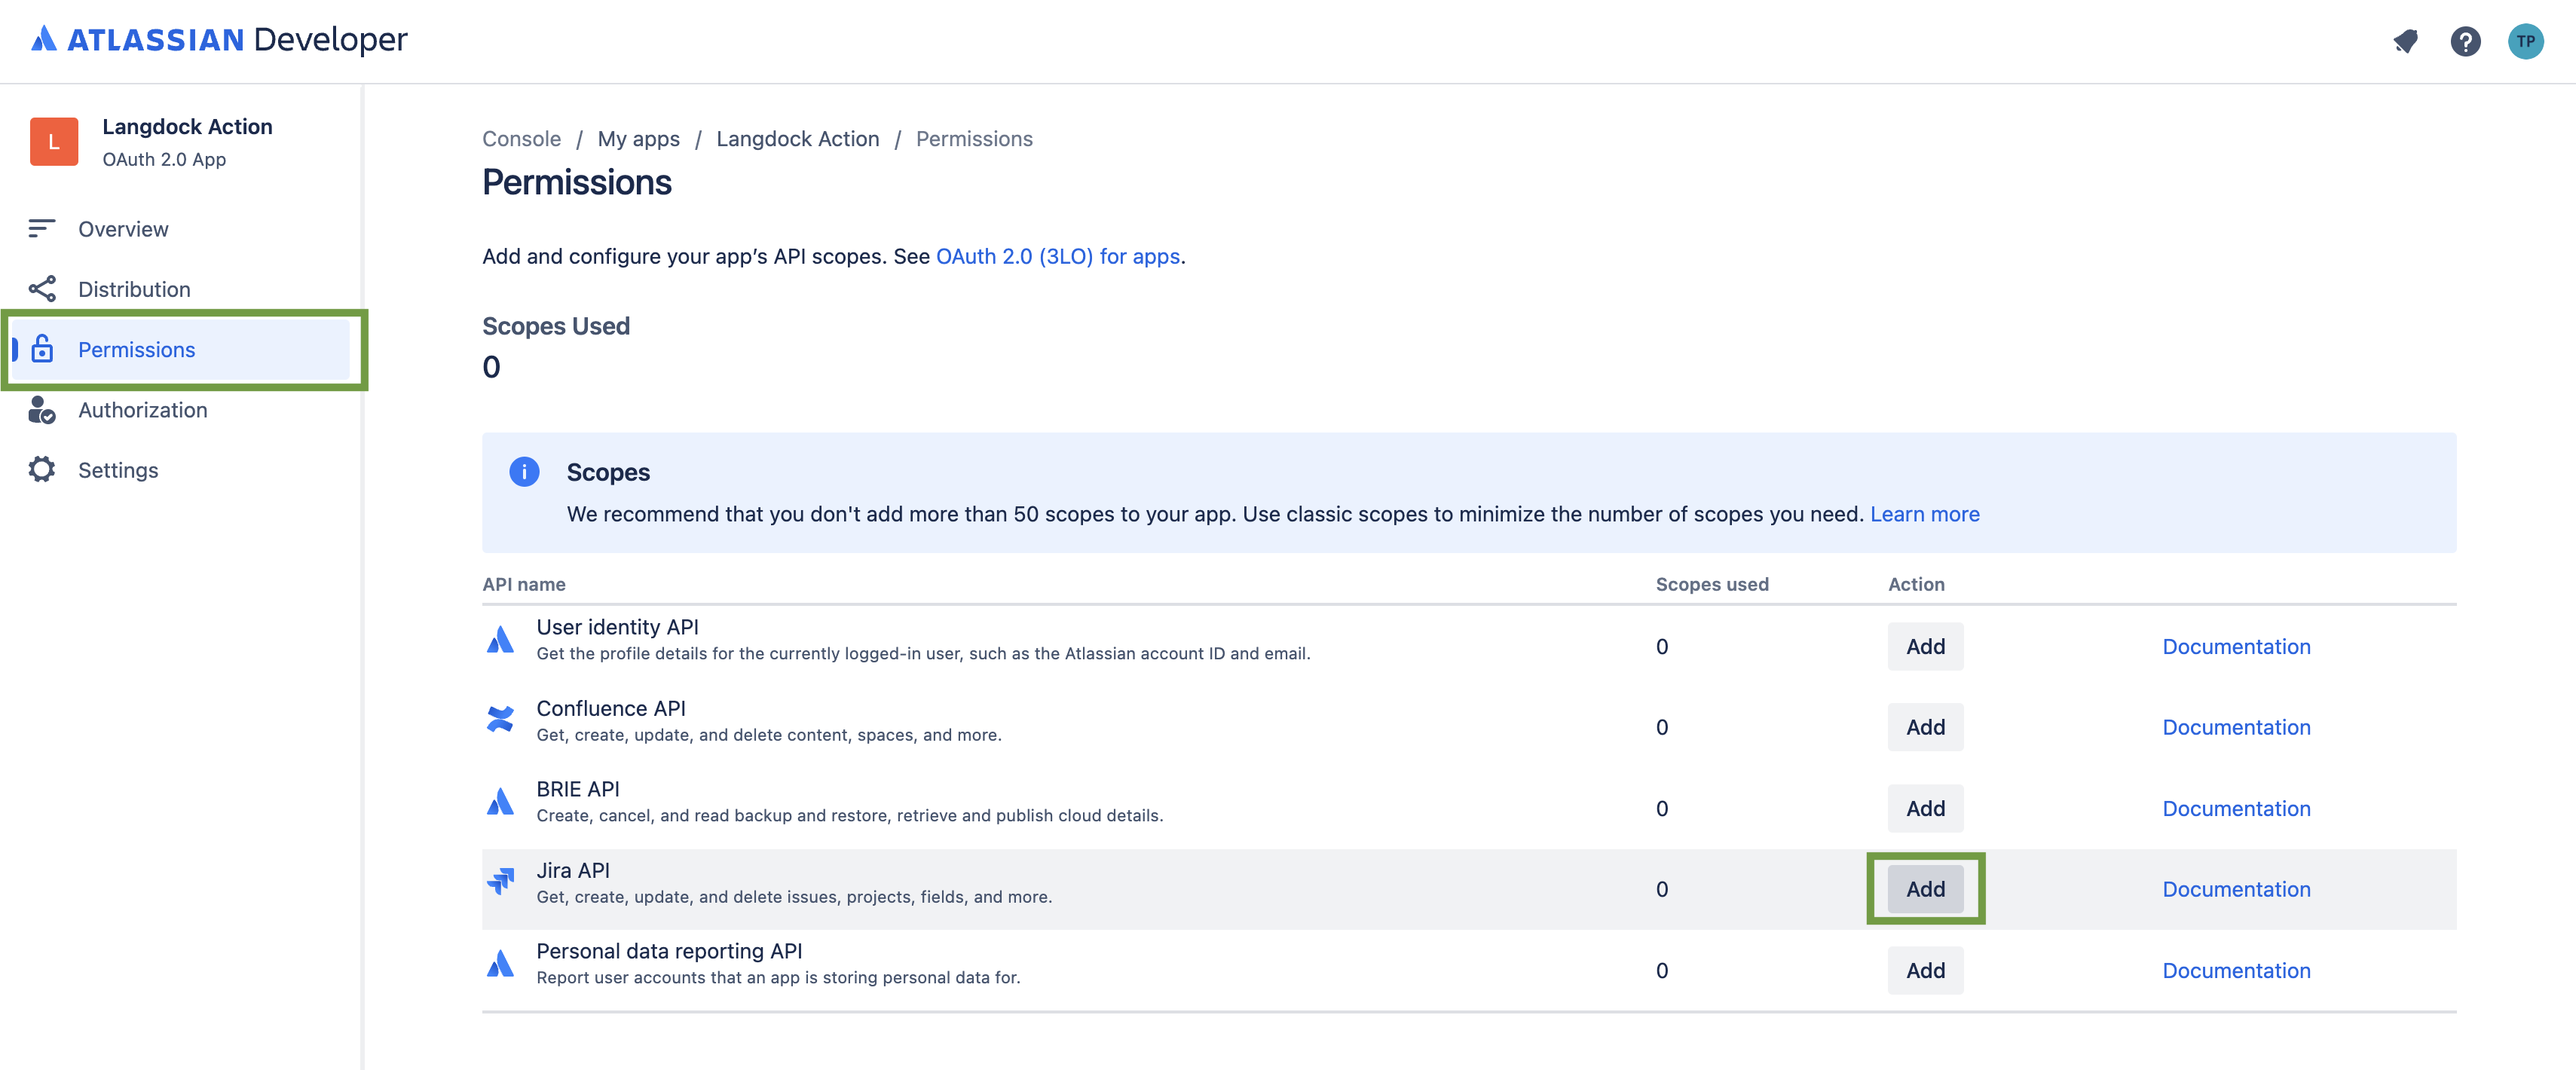 ATLASSIAN Developer
TP
L
Langdock Action
OAuth 2.0 App
Overview
Distribution
Permissions
Authorization
Settings
Console / My apps / Langdock Action / Permissions
Permissions
Add and configure your app’s API scopes. See OAuth 2.0 (3LO) for apps.
Scopes Used
0
Scopes
We recommend that you don't add more than 50 scopes to your app. Use classic scopes to minimize the number of scopes you need. Learn more
API name Scopes used Action
User identity API
Get the profile details for the currently logged-in user, such as the Atlassian account ID and email.
0 Add Documentation
Confluence API
Get, create, update, and delete content, spaces, and more.
0 Add Documentation
BRIE API
Create, cancel, and read backup and restore, retrieve and publish cloud details.
0 Add Documentation
Jira API
Get, create, update, and delete issues, projects, fields, and more.
0 Add Documentation
Personal data reporting API
Report user accounts that an app is storing personal data for.
0 Add Documentation